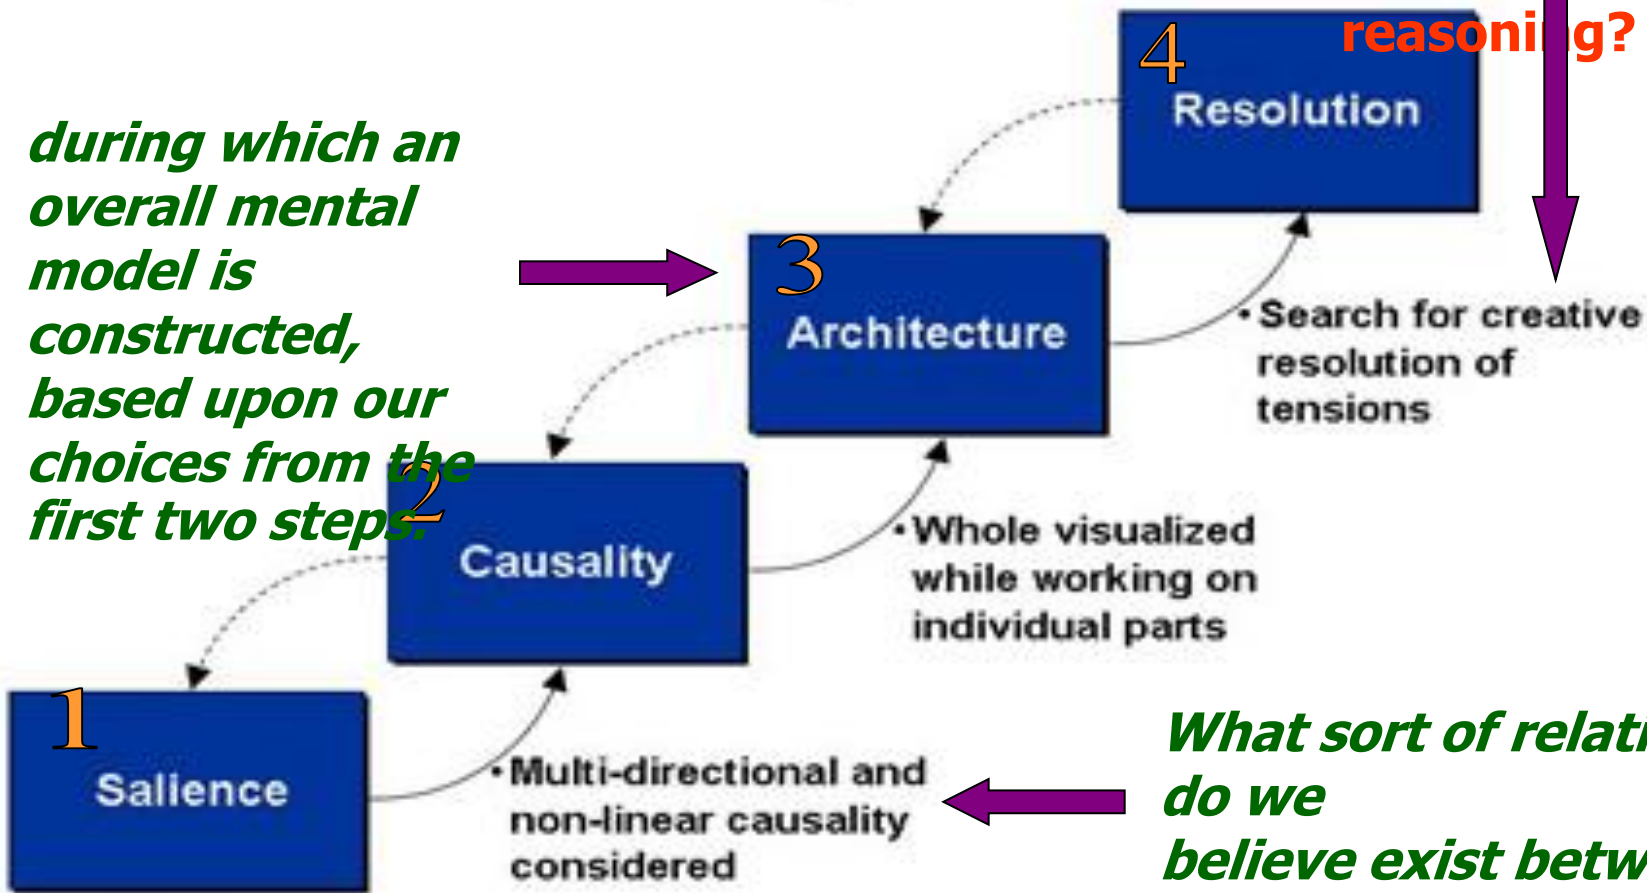 reasoning?
4
Resolution
during which an
overall mental
model is
constructed,
based upon our
choices from the
first two steps.
3
Architecture
• Search for creative
resolution of
tensions
2
Causality
• Whole visualized
while working on
individual parts
1
Salience
• Multi-directional and
non-linear causality
considered
What sort of relati
do we
believe exist betw